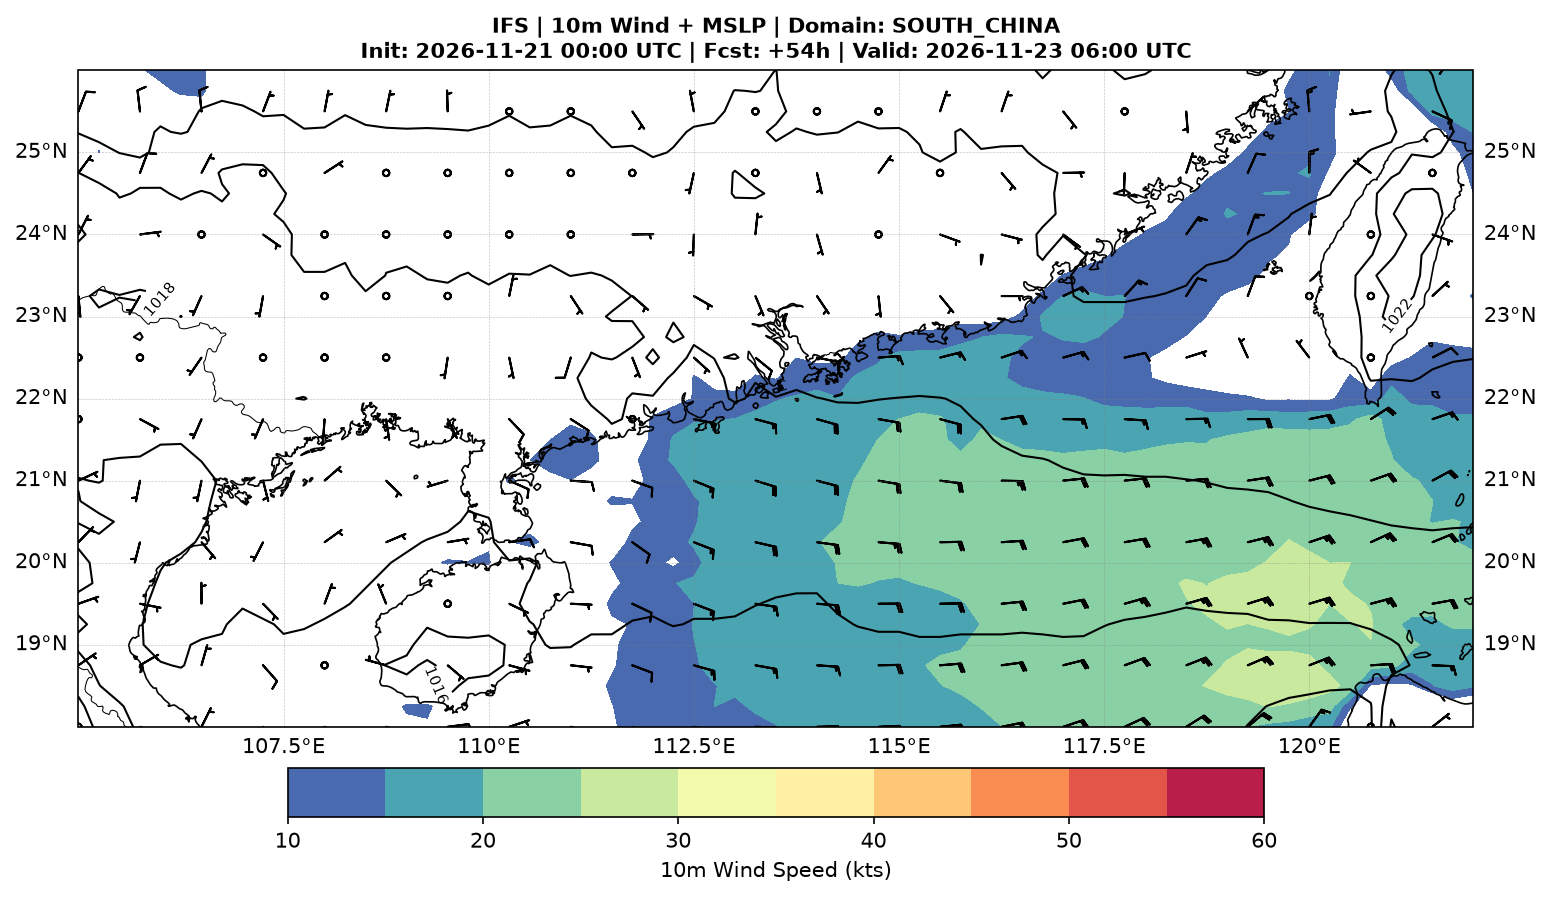 IFS | 10m Wind + MSLP | Domain: SOUTH_CHINA
Init: 2026-11-21 00:00 UTC | Fcst: +54h | Valid: 2026-11-23 06:00 UTC
25°N 25°N
24°N 24°N
1018
23°N 23°N
1022
22°N 22°N
21°N 21°N
20°N 20°N
19°N 19°N
1016
107.5°E 110°E 112.5°E 115°E 117.5°E 120°E
10 20 30 40 50 60
10m Wind Speed (kts)